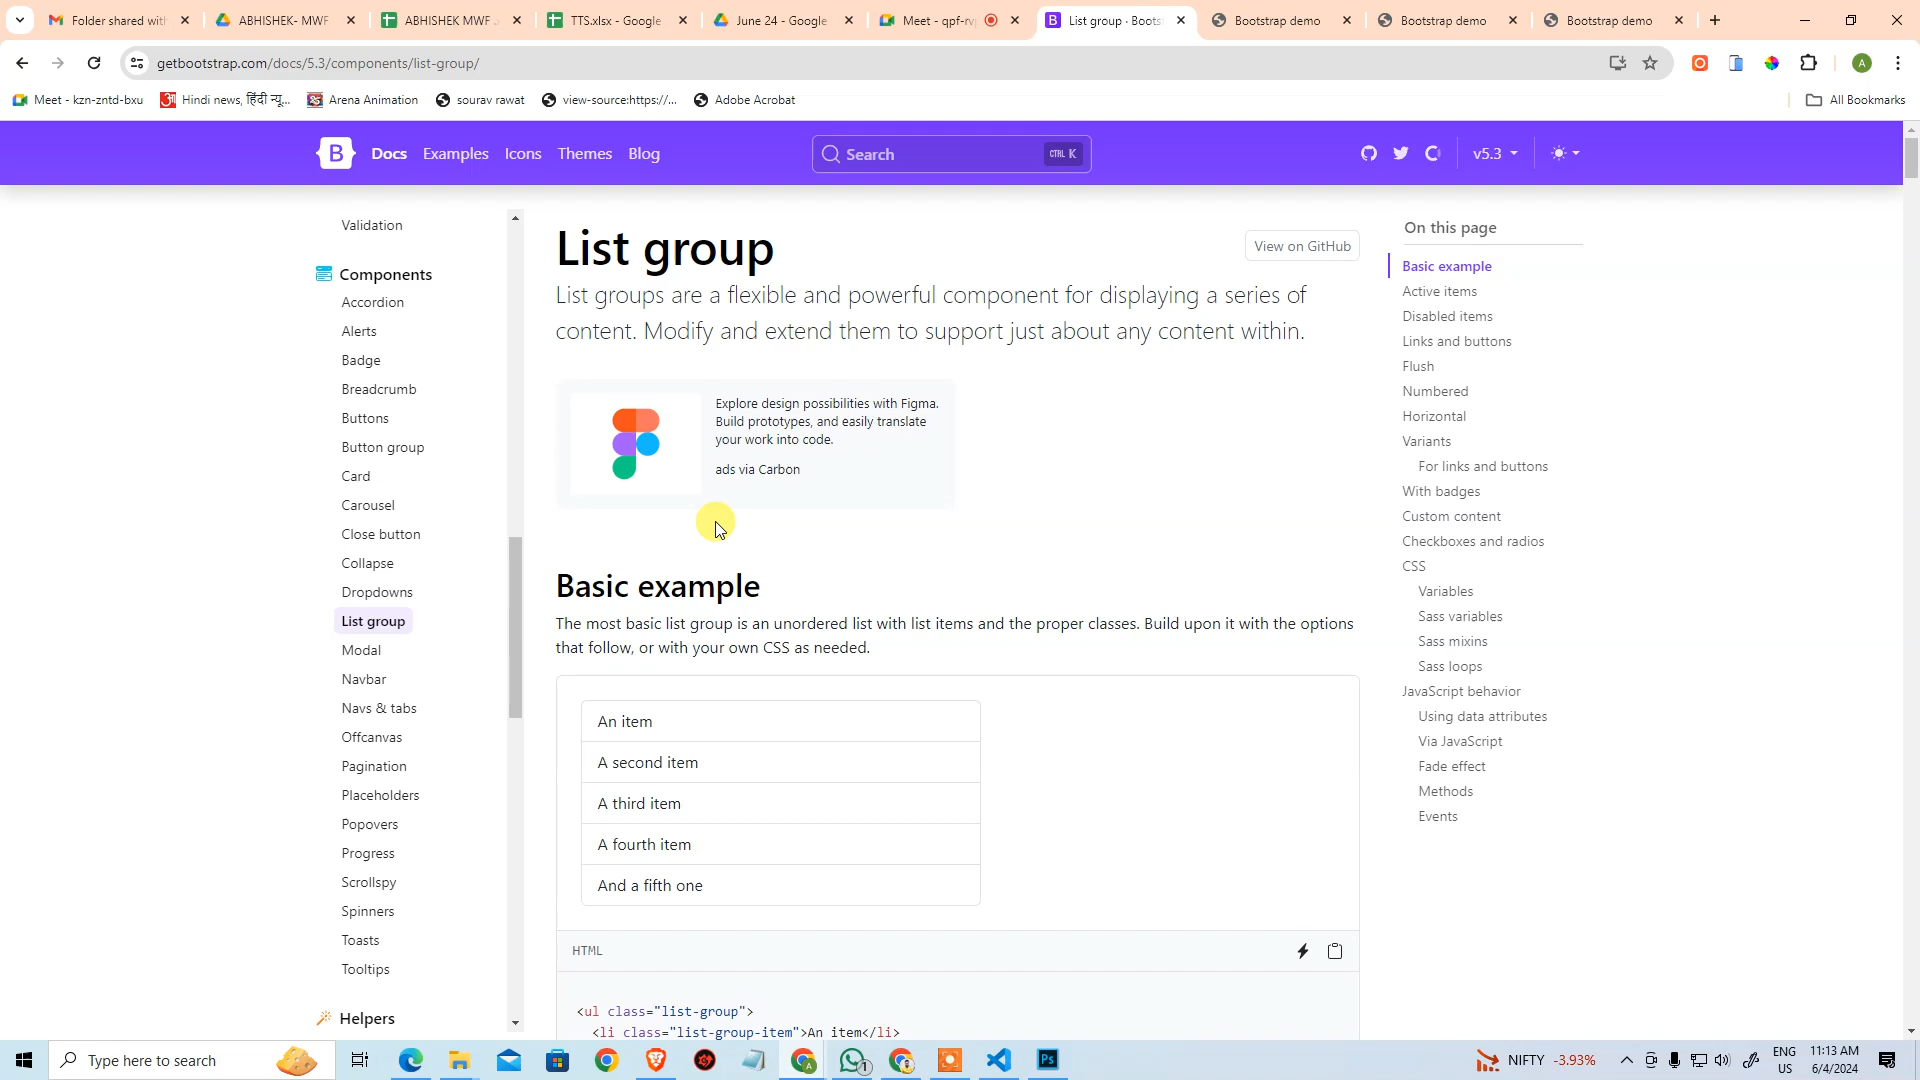 Folder shared with
ABHISHEK- MWF
ABHISHEK MWF
TTS.xlsx - Google
June 24 - Google
Meet - qpf-rv
List group · Boots
Bootstrap demo
Bootstrap demo
Bootstrap demo
getbootstrap.com/docs/5.3/components/list-group/
A
Meet - kzn-zntd-bxu
Hindi news, हिंदी न्यू...
Arena Animation
sourav rawat
view-source:https://...
Adobe Acrobat
All Bookmarks
B
Docs
Examples
Icons
Themes
Blog
Search
CTRL K
v5.3
Validation
Components
Accordion
Alerts
Badge
Breadcrumb
Buttons
Button group
Card
Carousel
Close button
Collapse
Dropdowns
List group
Modal
Navbar
Navs & tabs
Offcanvas
Pagination
Placeholders
Popovers
Progress
Scrollspy
Spinners
Toasts
Tooltips
Helpers
List group
View on GitHub
List groups are a flexible and powerful component for displaying a series of
content. Modify and extend them to support just about any content within.
Explore design possibilities with Figma.
Build prototypes, and easily translate
your work into code.
ads via Carbon
Basic example
The most basic list group is an unordered list with list items and the proper classes. Build upon it with the options
that follow, or with your own CSS as needed.
An item
A second item
A third item
A fourth item
And a fifth one
HTML
<ul class="list-group">
<li class="list-group-item">An item</li>
On this page
Basic example
Active items
Disabled items
Links and buttons
Flush
Numbered
Horizontal
Variants
For links and buttons
With badges
Custom content
Checkboxes and radios
CSS
Variables
Sass variables
Sass mixins
Sass loops
JavaScript behavior
Using data attributes
Via JavaScript
Fade effect
Methods
Events
Type here to search
A
1
Ps
NIFTY -3.93%
ENG
US
11:13 AM
6/4/2024